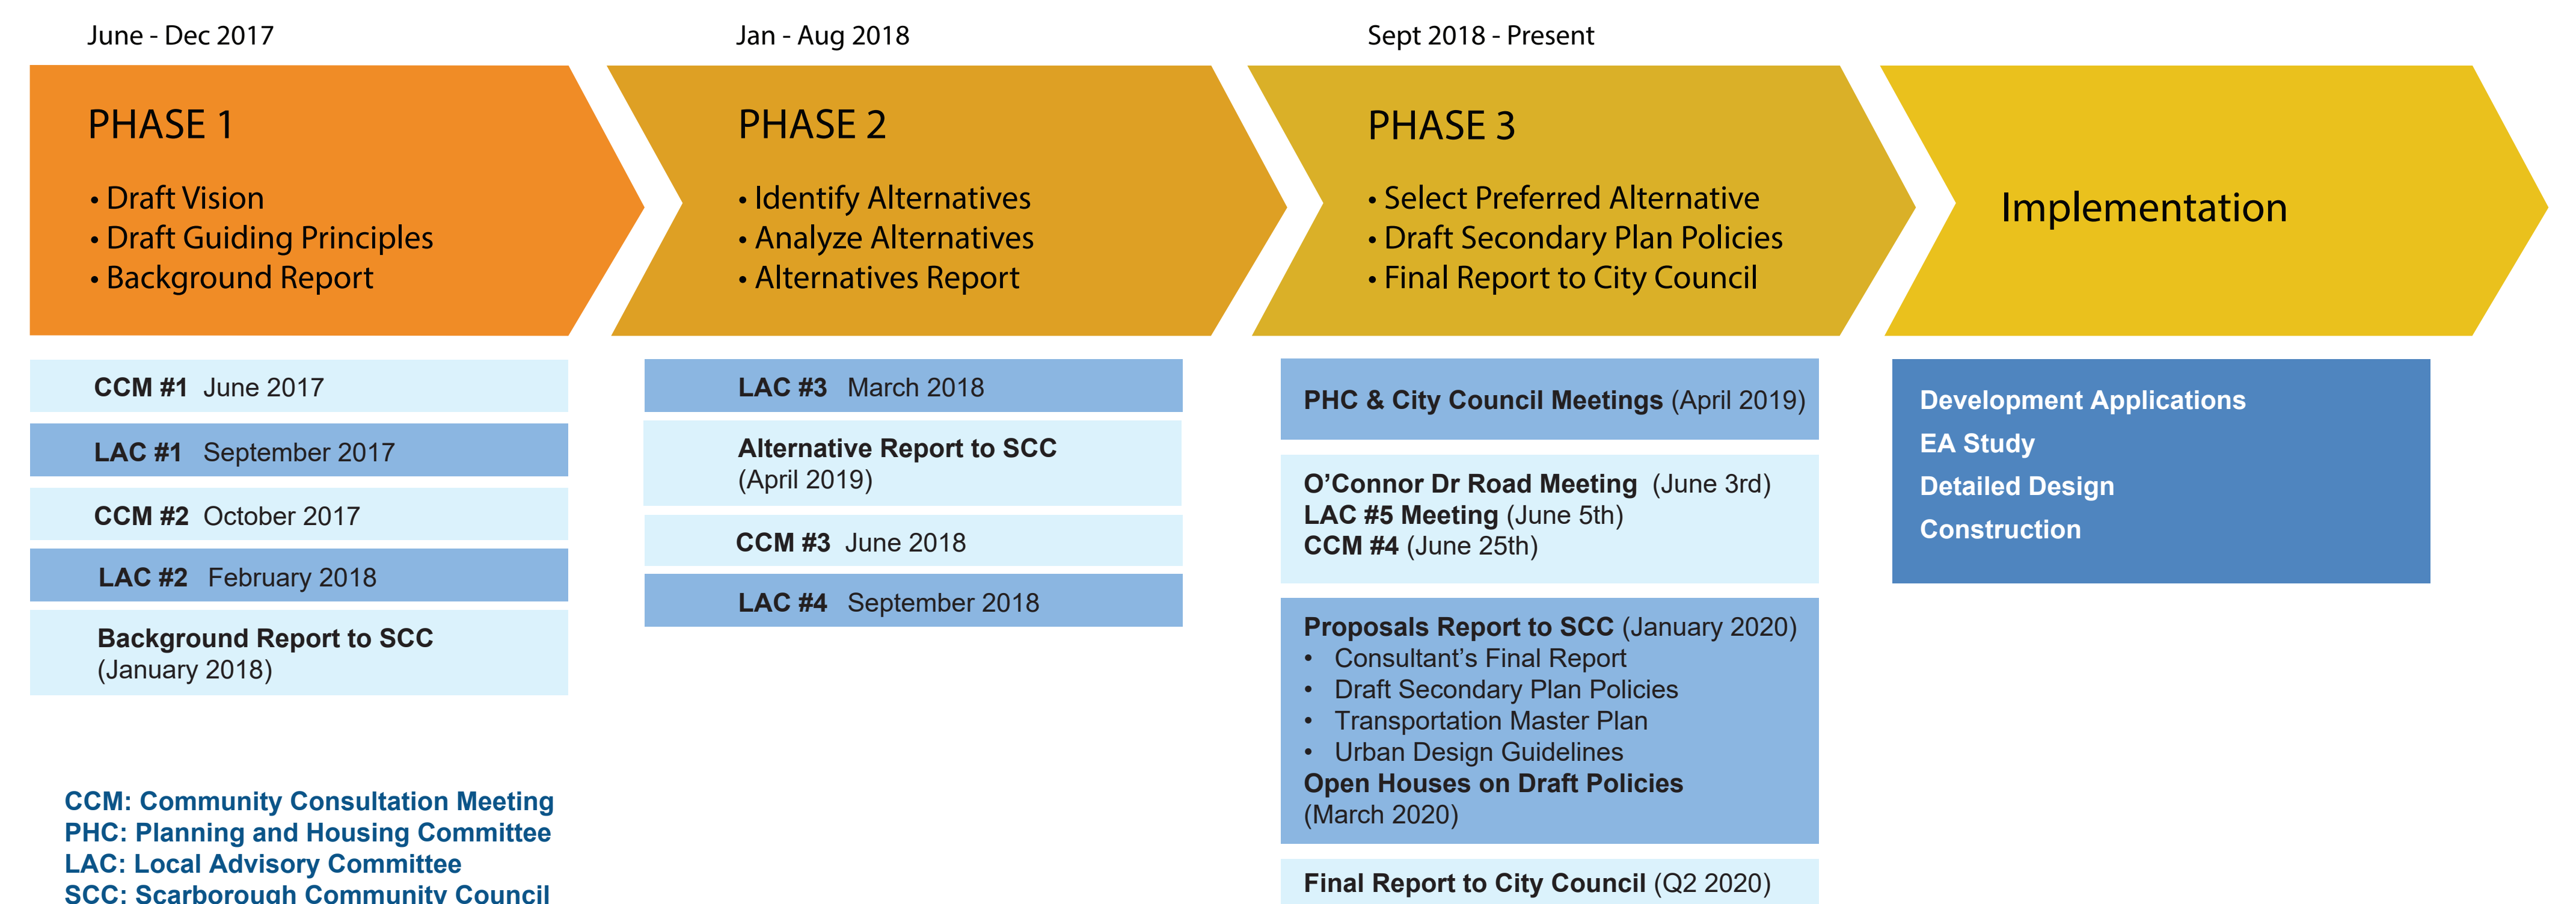 June - Dec 2017
PHASE 1
• Draft Vision
• Draft Guiding Principles
• Background Report
CCM #1 June 2017
LAC #1 September 2017
CCM #2 October 2017
LAC #2 February 2018
Background Report to SCC
(January 2018)
CCM: Community Consultation Meeting
PHC: Planning and Housing Committee
LAC: Local Advisory Committee
SCC: Scarborough Community Council
Jan - Aug 2018
PHASE 2
• Identify Alternatives
• Analyze Alternatives
• Alternatives Report
LAC #3 March 2018
Alternative Report to SCC
(April 2019)
CCM #3 June 2018
LAC #4 September 2018
Sept 2018 - Present
PHASE 3
• Select Preferred Alternative
• Draft Secondary Plan Policies
• Final Report to City Council
PHC & City Council Meetings (April 2019)
O’Connor Dr Road Meeting (June 3rd)
LAC #5 Meeting (June 5th)
CCM #4 (June 25th)
Proposals Report to SCC (January 2020)
• Consultant’s Final Report
• Draft Secondary Plan Policies
• Transportation Master Plan
• Urban Design Guidelines
Open Houses on Draft Policies
(March 2020)
Final Report to City Council (Q2 2020)
Implementation
Development Applications
EA Study
Detailed Design
Construction